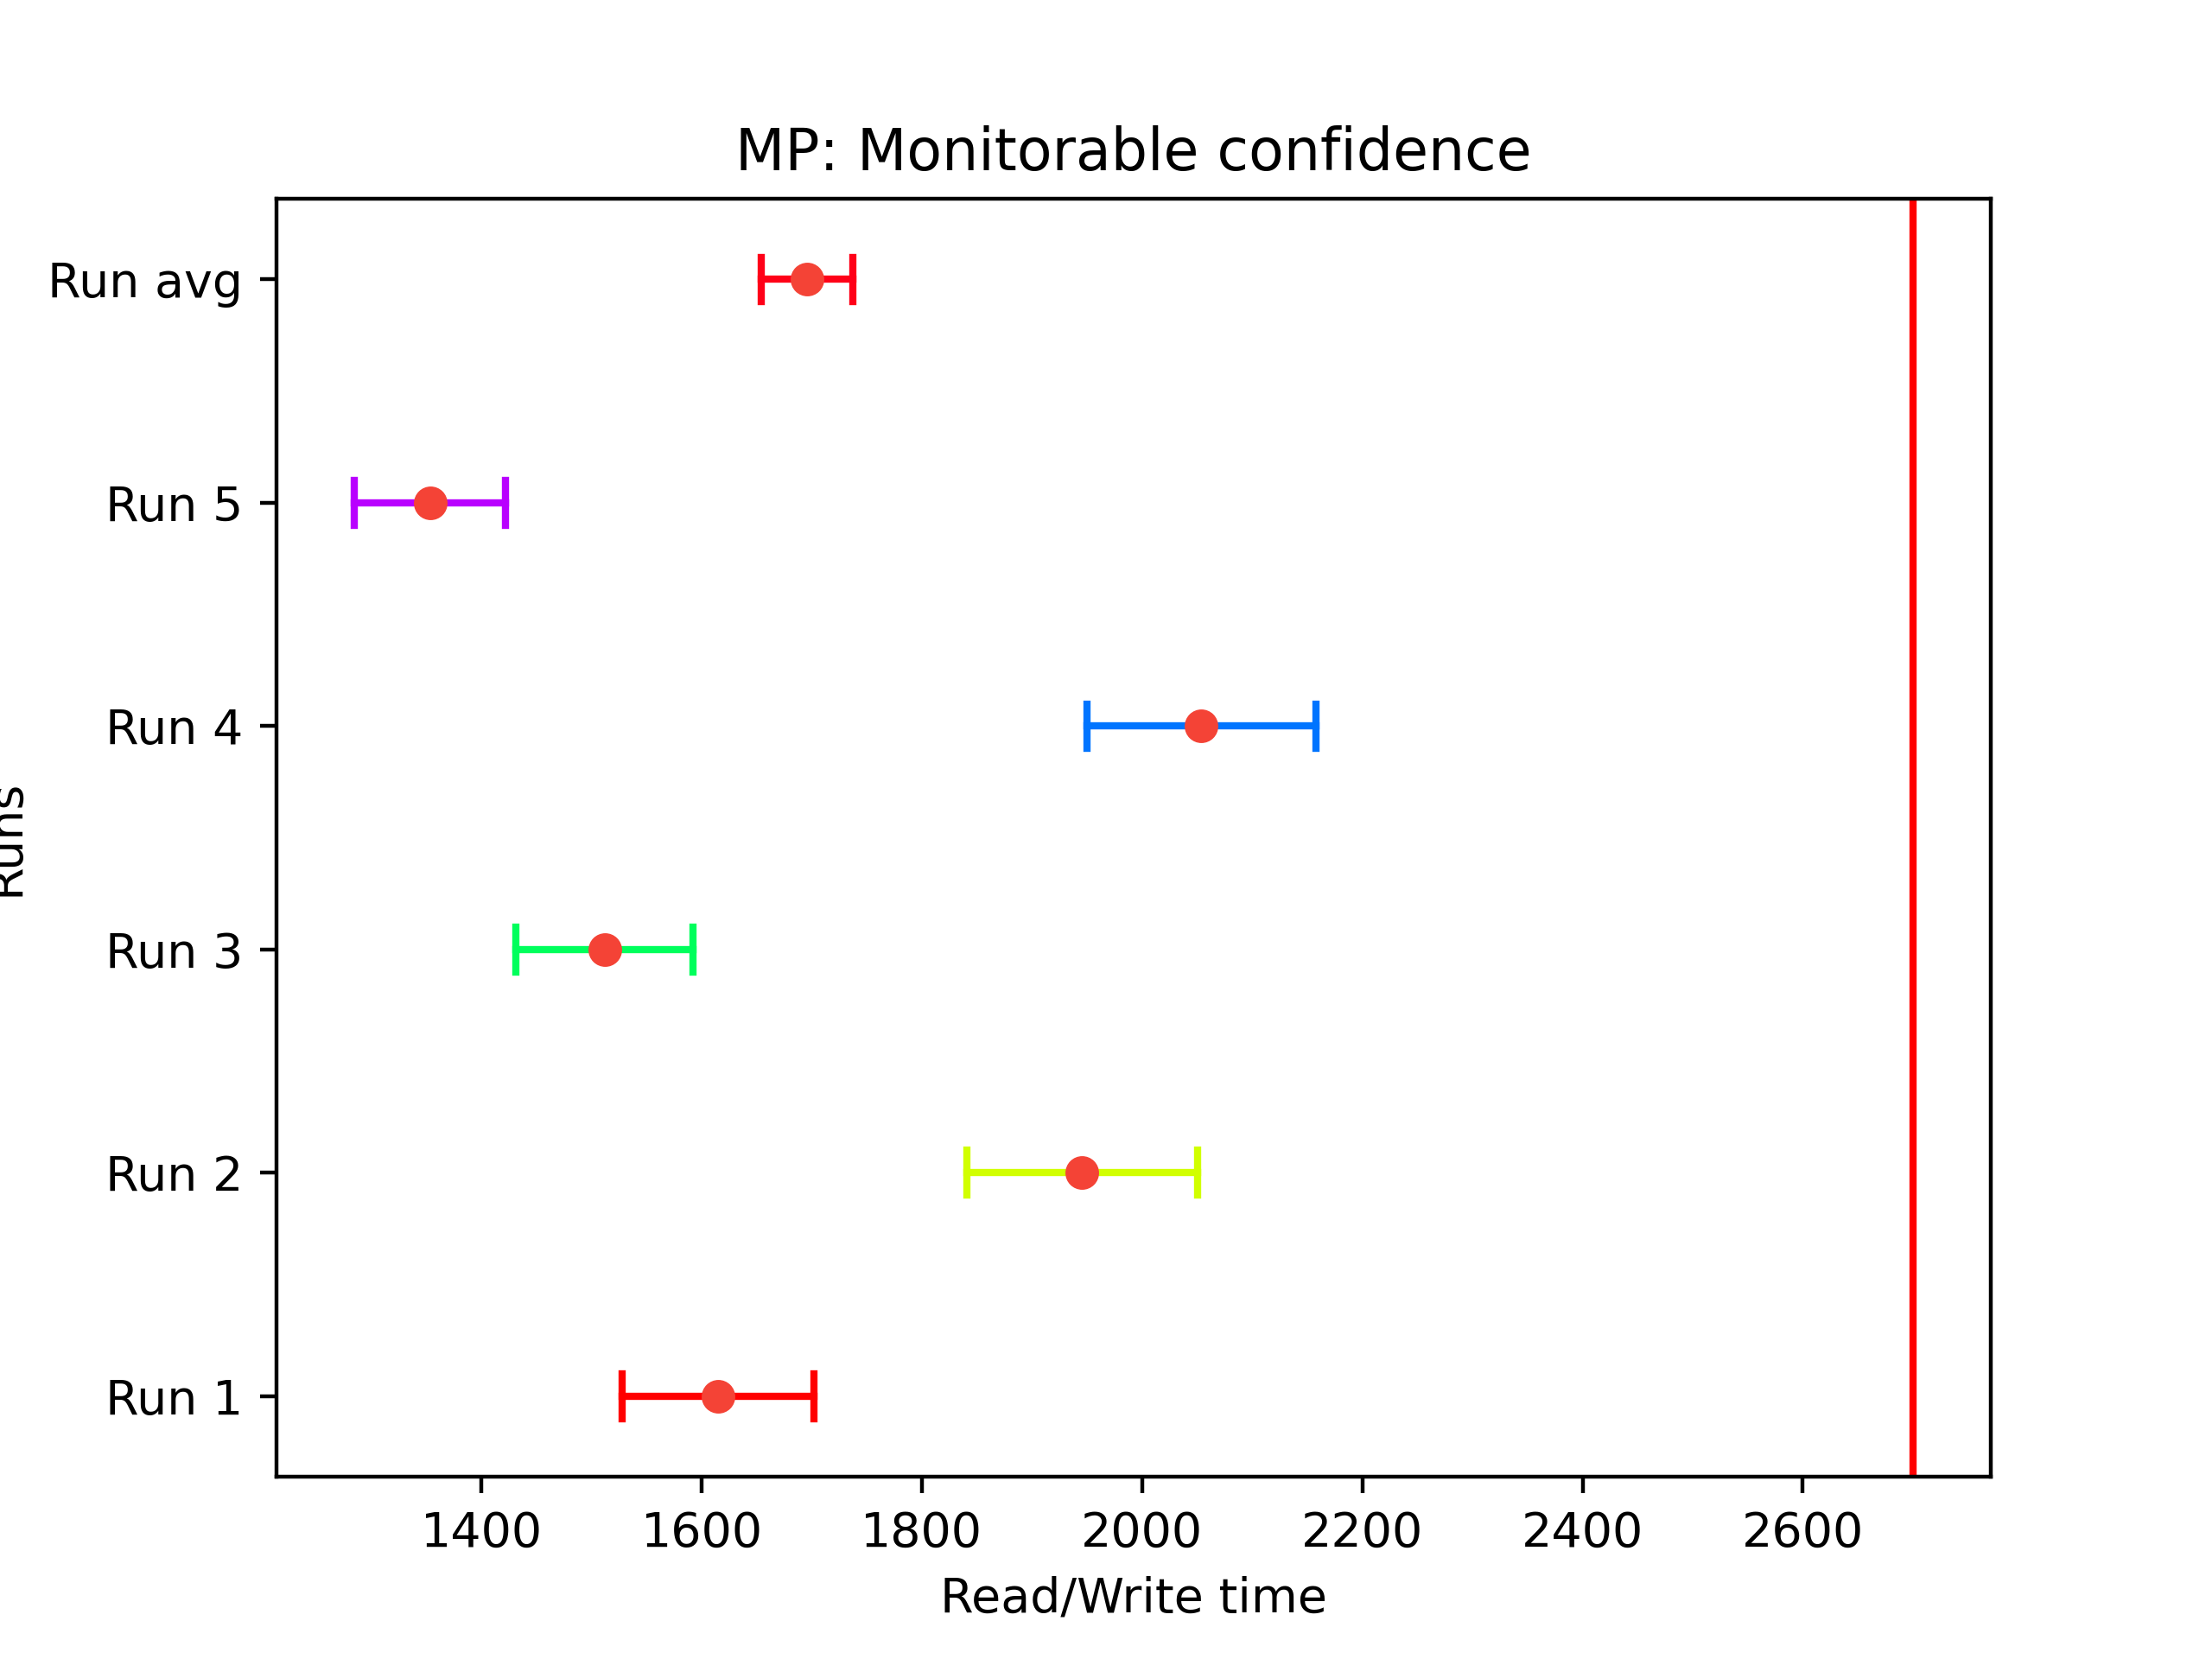 MP: Monitorable confidence
Run avg
Run 5
Run 4
Runs
Run 3
Run 2
Run 1
1400 1600 1800 2000 2200 2400 2600
Read/Write time